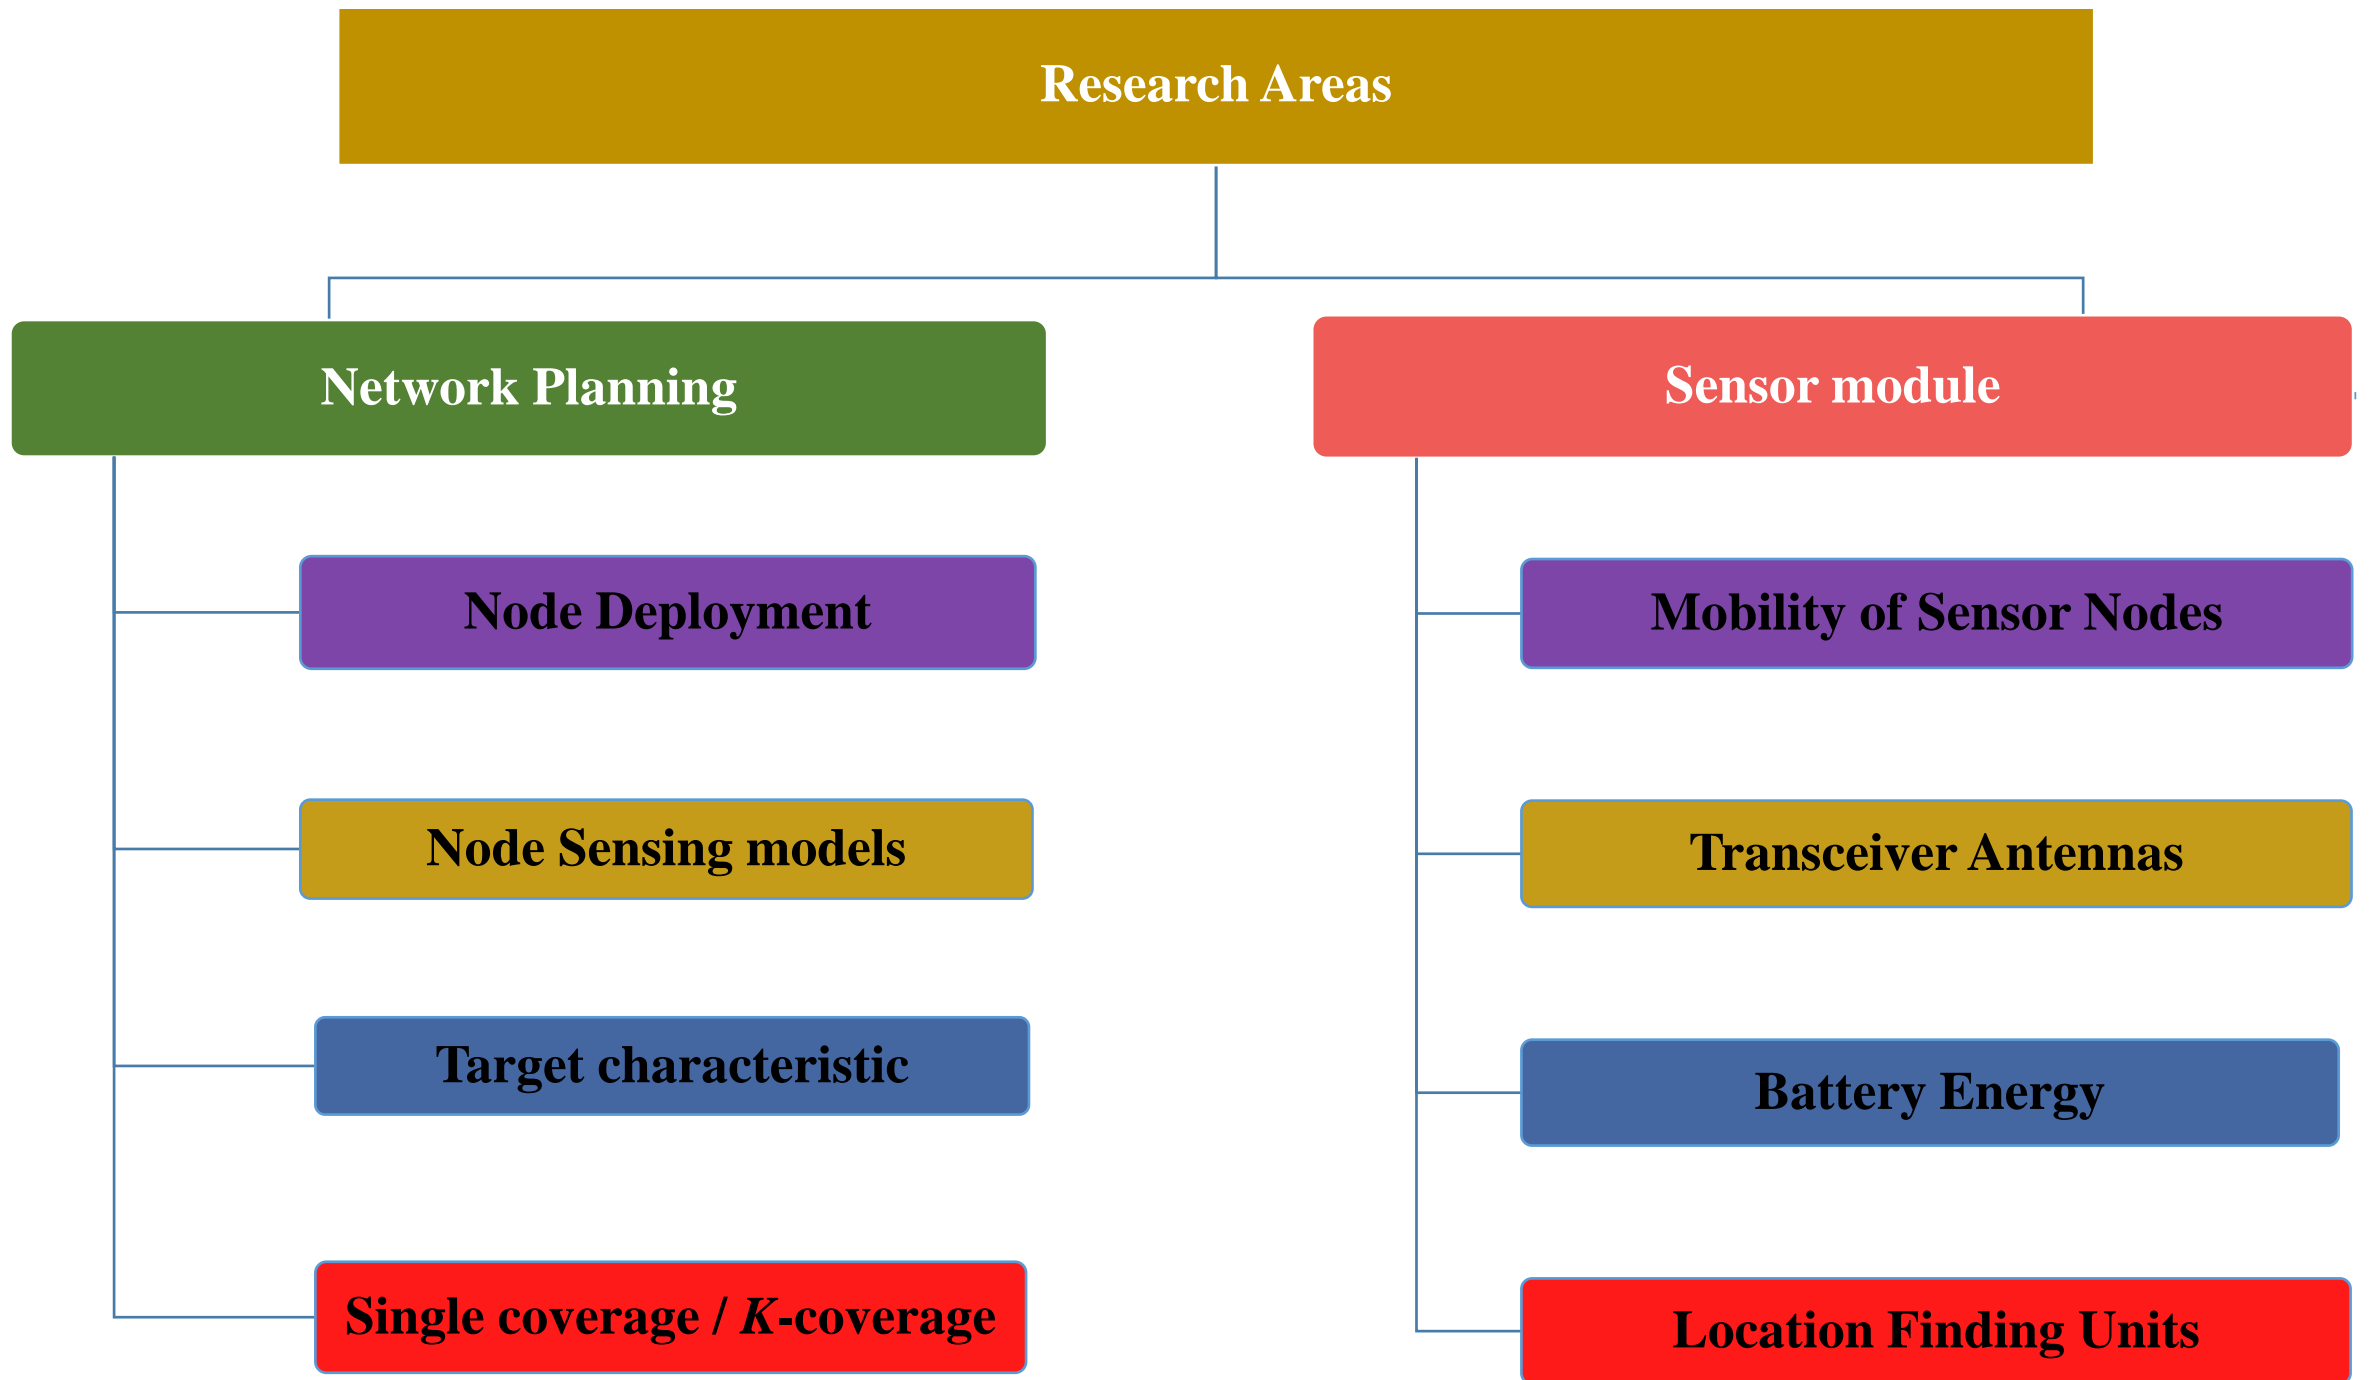 Research Areas
Network Planning
Sensor module
Node Deployment
Mobility of Sensor Nodes
Node Sensing models
Transceiver Antennas
Target characteristic
Battery Energy
Single coverage / K-coverage
Location Finding Units